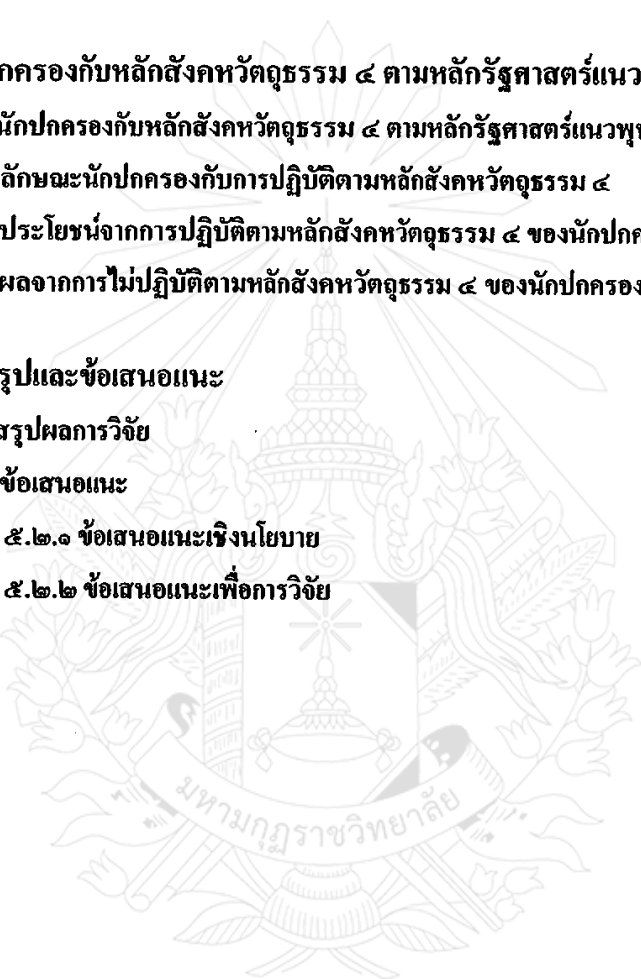 กครองกับหลักสังคหวัตถุธรรม ๔ ตามหลักรัฐศาสตร์แนว
นักปกครองกับหลักสังคหวัตถุธรรม ๔ ตามหลักรัฐศาสตร์แนวพุท
ลักษณะนักปกครองกับการปฏิบัติตามหลักสังคหวัตถุธรรม ๔
ประโยชน์จากการปฏิบัติตามหลักสังคหวัตถุธรรม ๔ ของนักปกค
ผลจากการไม่ปฏิบัติตามหลักสังคหวัตถุธรรม ๔ ของนักปกครอง
รุปและข้อเสนอแนะ
สรุปผลการวิจัย
ข้อเสนอแนะ
๕.๒.๑ ข้อเสนอแนะเชิงนโยบาย
๕.๒.๒ ข้อเสนอแนะเพื่อการวิจัย
มหามกุฏราชวิทยาลัย